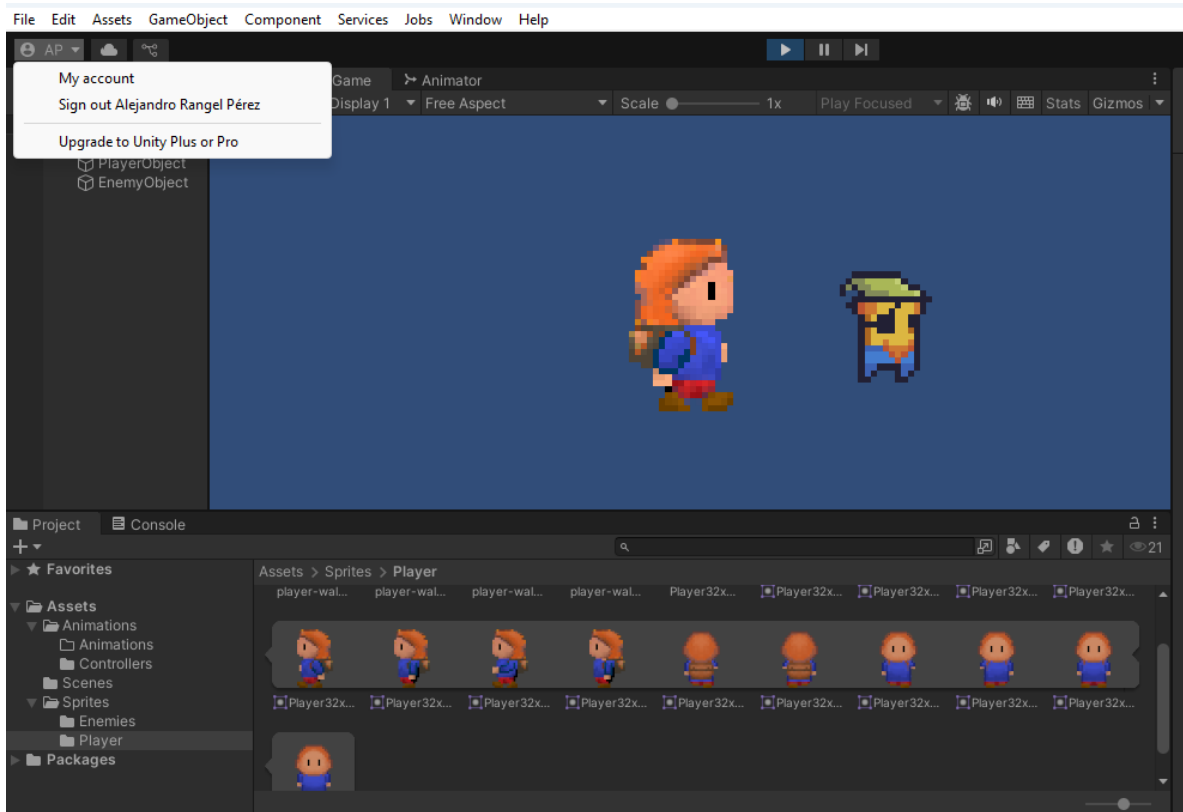 File Edit Assets GameObject Component Services Jobs Window Help
AP
My account
Sign out Alejandro Rangel Pérez
Upgrade to Unity Plus or Pro
Game Animator
Display 1 Free Aspect Scale 1x Play Focused Stats Gizmos
PlayerObject
EnemyObject
Project Console
21
Favorites
Assets > Sprites > Player
player-wal... player-wal... player-wal... player-wal... Player32x... Player32x... Player32x... Player32x... Player32x...
Assets
Animations
Animations
Controllers
Scenes
Sprites
Player32x... Player32x... Player32x... Player32x... Player32x... Player32x... Player32x... Player32x... Player32x...
Enemies
Player
Packages